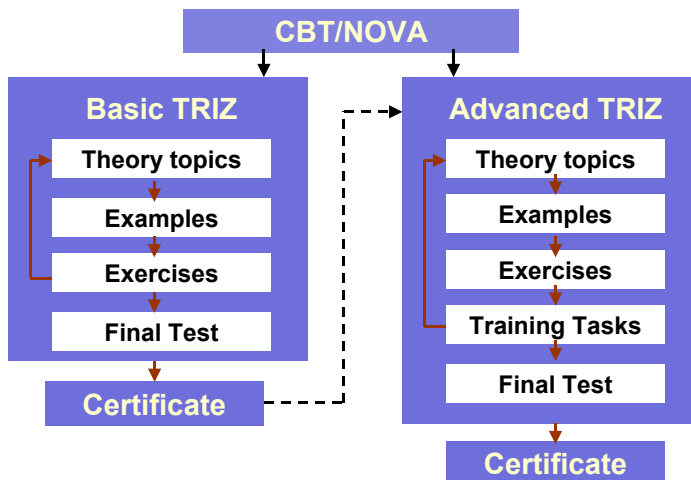 CBT/NOVA
Basic TRIZ
Theory topics
Examples
Exercises
Final Test
Certificate
Advanced TRIZ
Theory topics
Examples
Exercises
Training Tasks
Final Test
Certificate